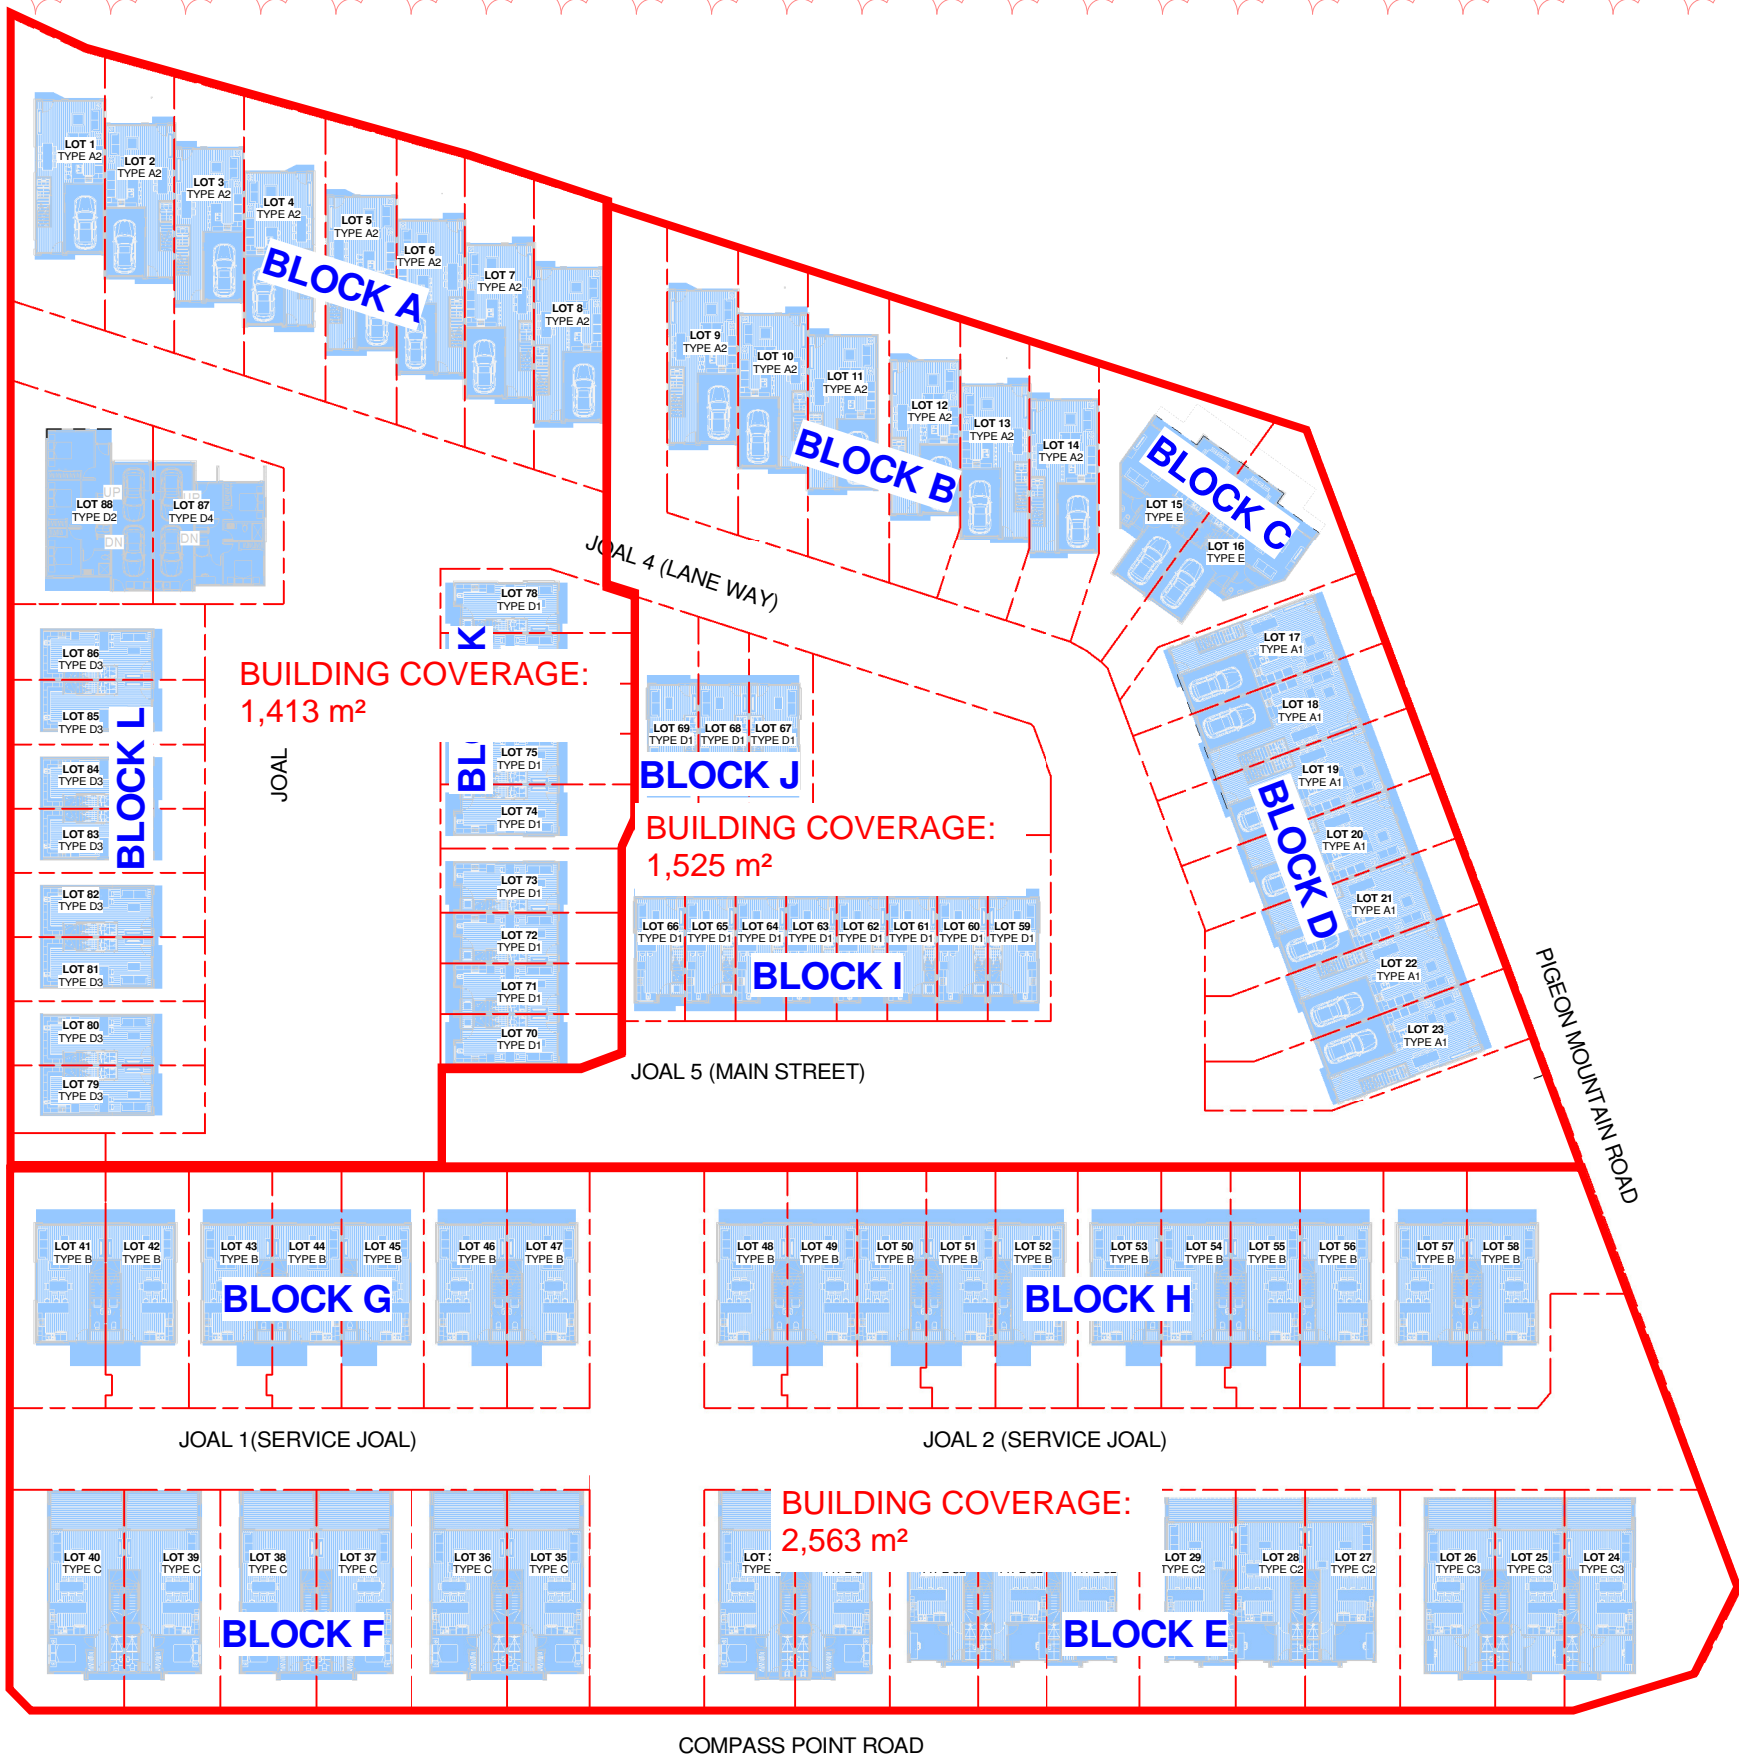 LOT 1
TYPE A2
LOT 2
TYPE A2
LOT 3
TYPE A2
LOT 4
TYPE A2
LOT 5
TYPE A2
LOT 6
TYPE A2
LOT 7
TYPE A2
LOT 8
TYPE A2
BLOCK A
LOT 9
TYPE A2
LOT 10
TYPE A2
LOT 11
TYPE A2
LOT 12
TYPE A2
LOT 13
TYPE A2
LOT 14
TYPE A2
BLOCK B
BLOCK C
LOT 15
TYPE E
LOT 16
TYPE E
UP
UP
LOT 88
TYPE D2
LOT 87
TYPE D4
DN
DN
JOAL 4 (LANE WAY)
LOT 78
TYPE D1
LOT 17
TYPE A1
LOT 18
TYPE A1
LOT 19
TYPE A1
LOT 20
TYPE A1
LOT 21
TYPE A1
LOT 22
TYPE A1
LOT 23
TYPE A1
BLOCK D
LOT 86
TYPE D3
LOT 85
TYPE D3
LOT 84
TYPE D3
LOT 83
TYPE D3
LOT 82
TYPE D3
LOT 81
TYPE D3
LOT 80
TYPE D3
LOT 79
TYPE D3
BLOCK L
BUILDING COVERAGE:
1,413 m²
JOAL
LOT 75
TYPE D1
LOT 74
TYPE D1
LOT 73
TYPE D1
LOT 72
TYPE D1
LOT 71
TYPE D1
LOT 70
TYPE D1
LOT 69
TYPE D1
LOT 68
TYPE D1
LOT 67
TYPE D1
BLOCK J
BUILDING COVERAGE:
1,525 m²
LOT 66
TYPE D1
LOT 65
TYPE D1
LOT 64
TYPE D1
LOT 63
TYPE D1
LOT 62
TYPE D1
LOT 61
TYPE D1
LOT 60
TYPE D1
LOT 59
TYPE D1
BLOCK I
JOAL 5 (MAIN STREET)
PIGEON MOUNTAIN ROAD
LOT 41
TYPE B
LOT 42
TYPE B
LOT 43
TYPE B
LOT 44
TYPE B
LOT 45
TYPE B
LOT 46
TYPE B
LOT 47
TYPE B
BLOCK G
LOT 48
TYPE B
LOT 49
TYPE B
LOT 50
TYPE B
LOT 51
TYPE B
LOT 52
TYPE B
LOT 53
TYPE B
LOT 54
TYPE B
LOT 55
TYPE B
LOT 56
TYPE B
LOT 57
TYPE B
LOT 58
TYPE B
BLOCK H
JOAL 1(SERVICE JOAL)
JOAL 2 (SERVICE JOAL)
BUILDING COVERAGE:
2,563 m²
LOT 40
TYPE C
LOT 39
TYPE C
LOT 38
TYPE C
LOT 37
TYPE C
LOT 36
TYPE C
LOT 35
TYPE C
BLOCK F
LOT 29
TYPE C2
LOT 28
TYPE C2
LOT 27
TYPE C2
LOT 26
TYPE C3
LOT 25
TYPE C3
LOT 24
TYPE C3
BLOCK E
COMPASS POINT ROAD